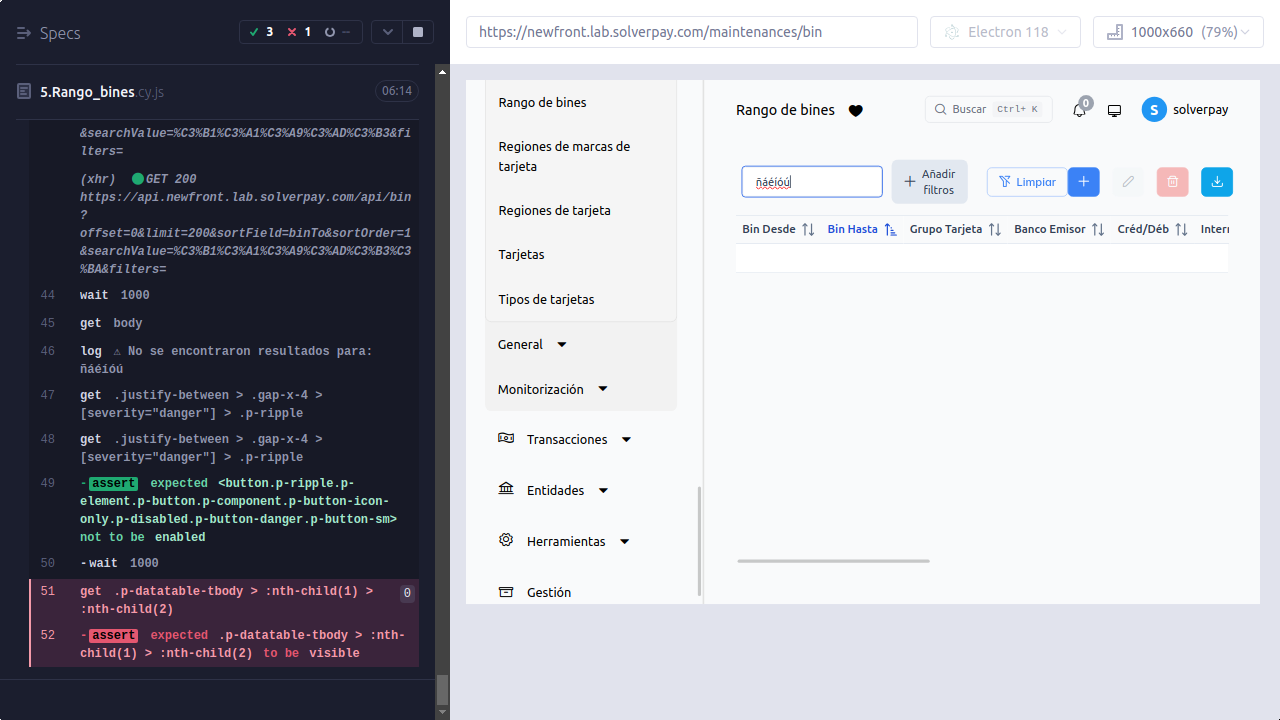 Specs
3
1
--
5.Rango_bines.cy.js
06:14
&searchValue=%C3%B1%C3%A1%C3%A9%C3%AD%C3%B3&fi
lters=
(xhr) GET 200
https://api.newfront.lab.solverpay.com/api/bin
?
offset=0&limit=200&sortField=binTo&sortOrder=1
&searchValue=%C3%B1%C3%A1%C3%A9%C3%AD%C3%B3%C3
%BA&filters=
44 wait 1000
45 get body
46 log ⚠ No se encontraron resultados para:
ñáéíóú
47 get .justify-between > .gap-x-4 >
[severity="danger"] > .p-ripple
48 get .justify-between > .gap-x-4 >
[severity="danger"] > .p-ripple
49 -assert expected <button.p-ripple.p-
element.p-button.p-component.p-button-icon-
only.p-disabled.p-button-danger.p-button-sm>
not to be enabled
50 -wait 1000
51 get .p-datatable-tbody > :nth-child(1) >
:nth-child(2) 0
52 -assert expected .p-datatable-tbody > :nth-
child(1) > :nth-child(2) to be visible
https://newfront.lab.solverpay.com/maintenances/bin
Electron 118
1000x660 (79%)
Rango de bines
Regiones de marcas de
tarjeta
Regiones de tarjeta
Tarjetas
Tipos de tarjetas
General
Monitorización
Transacciones
Entidades
Herramientas
Gestión
Rango de bines
Buscar Ctrl+ K
0
S solverpay
ñáéíóú
Añadir
filtros
Limpiar
Bin Desde Bin Hasta Grupo Tarjeta Banco Emisor Créd/Déb Intern